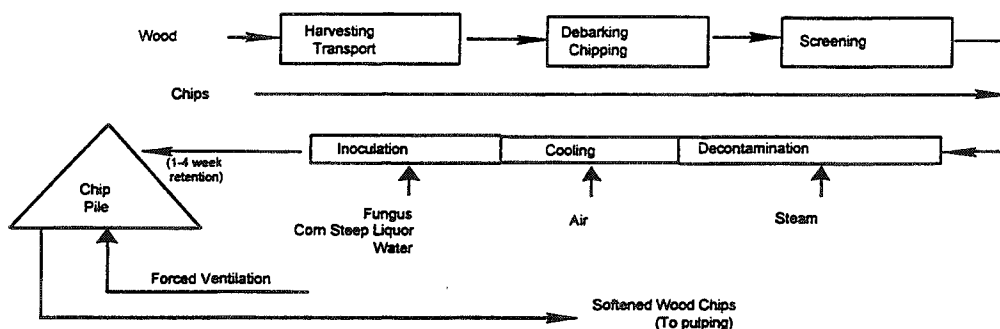 Wood
Harvesting
Transport
Debarking
Chipping
Screening
Chips
Inoculation
Cooling
Decontamination
(1-4 week
retention)
Chip
Pile
Fungus
Corn Steep Liquor
Water
Air
Steam
Forced Ventilation
Softened Wood Chips
(To pulping)